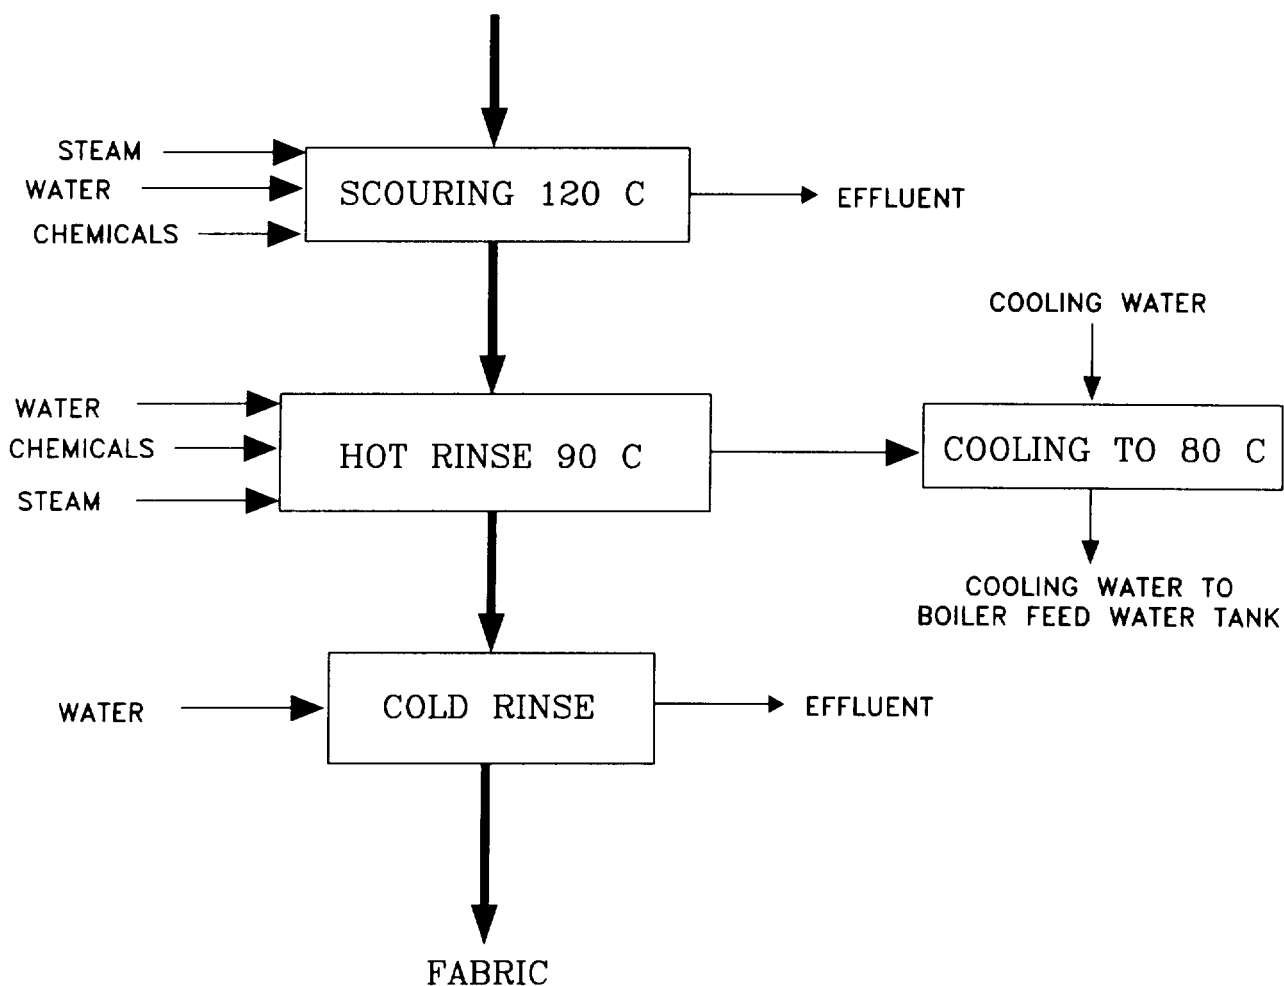 STEAM
WATER
CHEMICALS
SCOURING 120 C
EFFLUENT
COOLING WATER
WATER
CHEMICALS
STEAM
HOT RINSE 90 C
COOLING TO 80 C
COOLING WATER TO
BOILER FEED WATER TANK
WATER
COLD RINSE
EFFLUENT
FABRIC